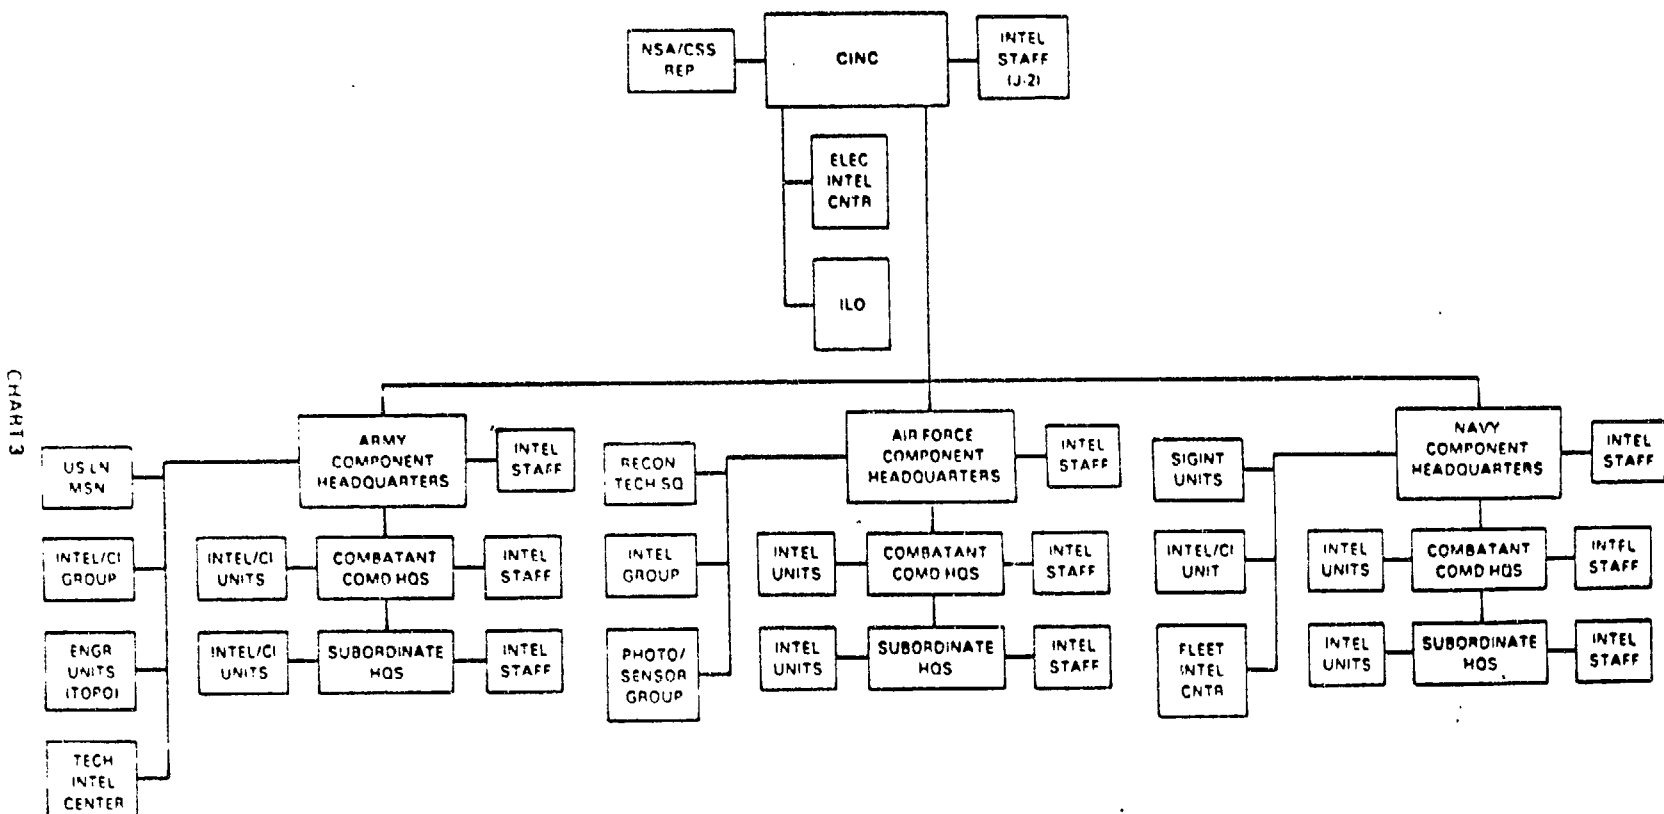 NSA/CSS
REP
CINC
INTEL
STAFF
(J-2)
ELEC
INTEL
CNTR
ILO
CHART 3
US LN
MSN
ARMY
COMPONENT
HEADQUARTERS
INTEL
STAFF
INTEL/CI
GROUP
INTEL/CI
UNITS
COMBATANT
COMD HQS
INTEL
STAFF
ENGR
UNITS
(TOPO)
INTEL/CI
UNITS
SUBORDINATE
HQS
INTEL
STAFF
TECH
INTEL
CENTER
RECON
TECH SQ
AIR FORCE
COMPONENT
HEADQUARTERS
INTEL
STAFF
INTEL
GROUP
INTEL
UNITS
COMBATANT
COMD HQS
INTEL
STAFF
PHOTO/
SENSOR
GROUP
INTEL
UNITS
SUBORDINATE
HQS
INTEL
STAFF
SIGINT
UNITS
NAVY
COMPONENT
HEADQUARTERS
INTEL
STAFF
INTEL/CI
UNIT
INTEL
UNITS
COMBATANT
COMD HQS
INTEL
STAFF
FLEET
INTEL
CNTR
INTEL
UNITS
SUBORDINATE
HQS
INTEL
STAFF